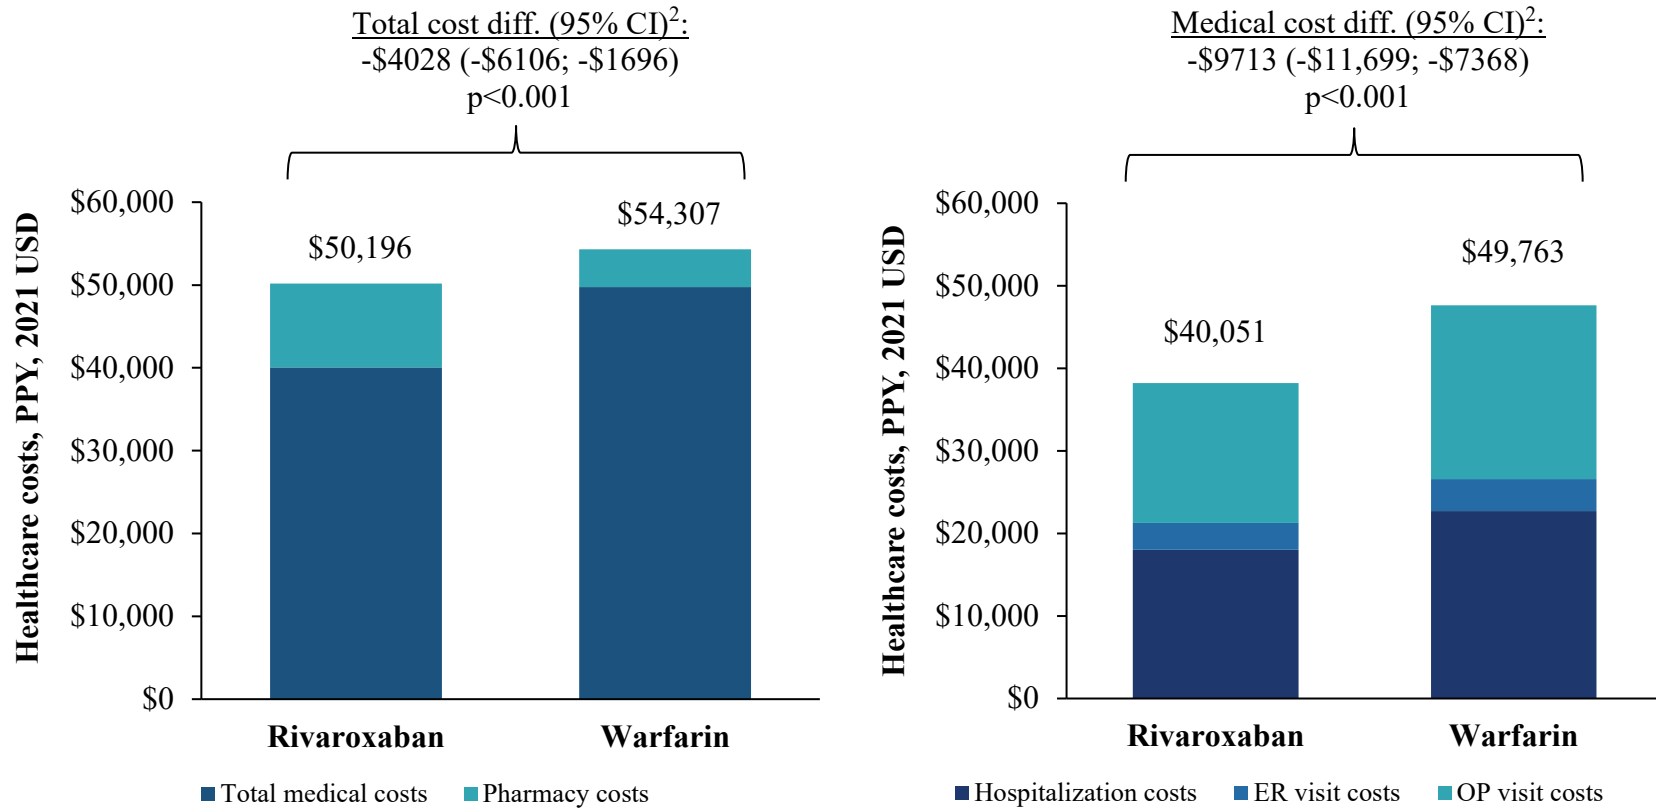 Total cost diff. (95% CI)²:
-$4028 (-$6106; -$1696)
p<0.001
$60,000
$50,000
$40,000
$30,000
$20,000
$10,000
$0
Healthcare costs, PPY, 2021 USD
$50,196
$54,307
Rivaroxaban
Warfarin
Total medical costs
Pharmacy costs
Medical cost diff. (95% CI)²:
-$9713 (-$11,699; -$7368)
p<0.001
$60,000
$50,000
$40,000
$30,000
$20,000
$10,000
$0
Healthcare costs, PPY, 2021 USD
$40,051
$49,763
Rivaroxaban
Warfarin
Hospitalization costs
ER visit costs
OP visit costs